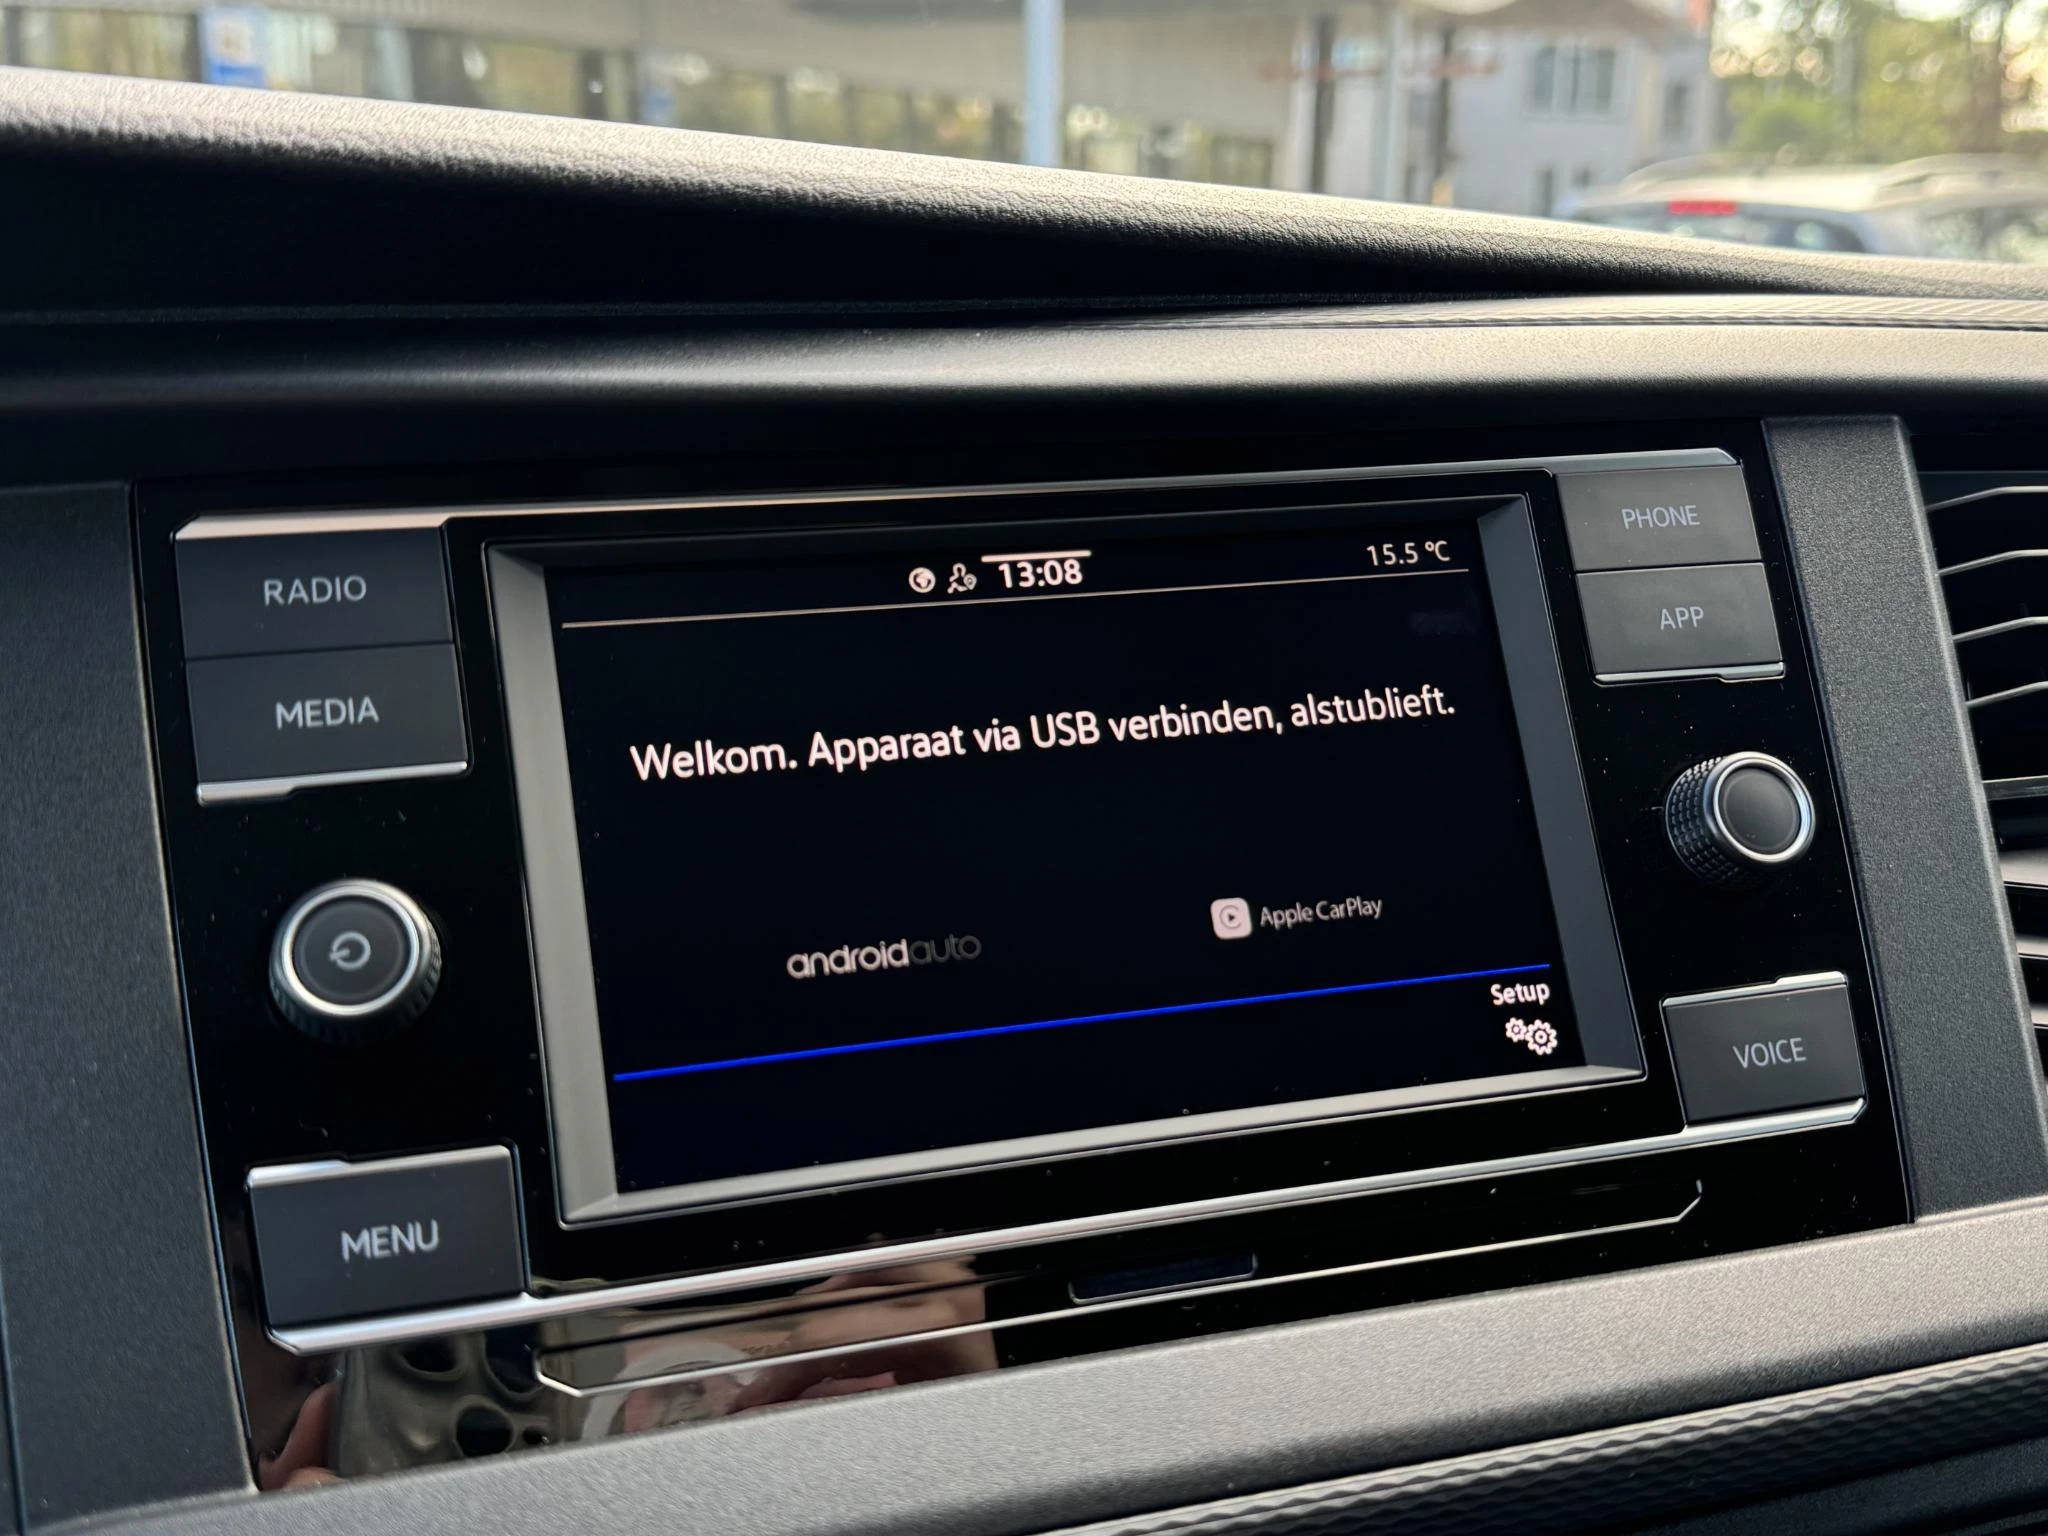 13:08
15.5 °C
PHONE
RADIO
APP
MEDIA
Welkom. Apparaat via USB verbinden, alstublieft.
androidauto
Apple CarPlay
Setup
VOICE
MENU